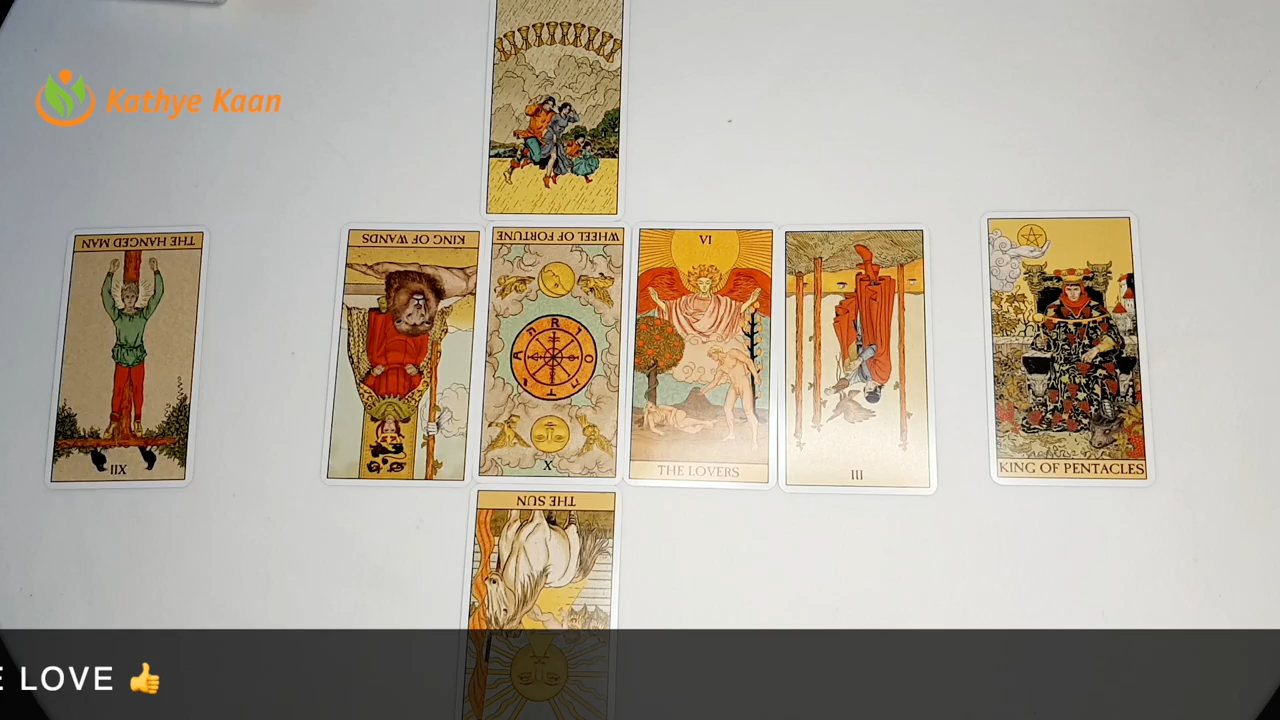 Kathye Kaan
THE HANGED MAN
XII
KING OF WANDS
WHEEL OF FORTUNE
X
VI
THE LOVERS
III
KING OF PENTACLES
THE SUN
E LOVE 👍